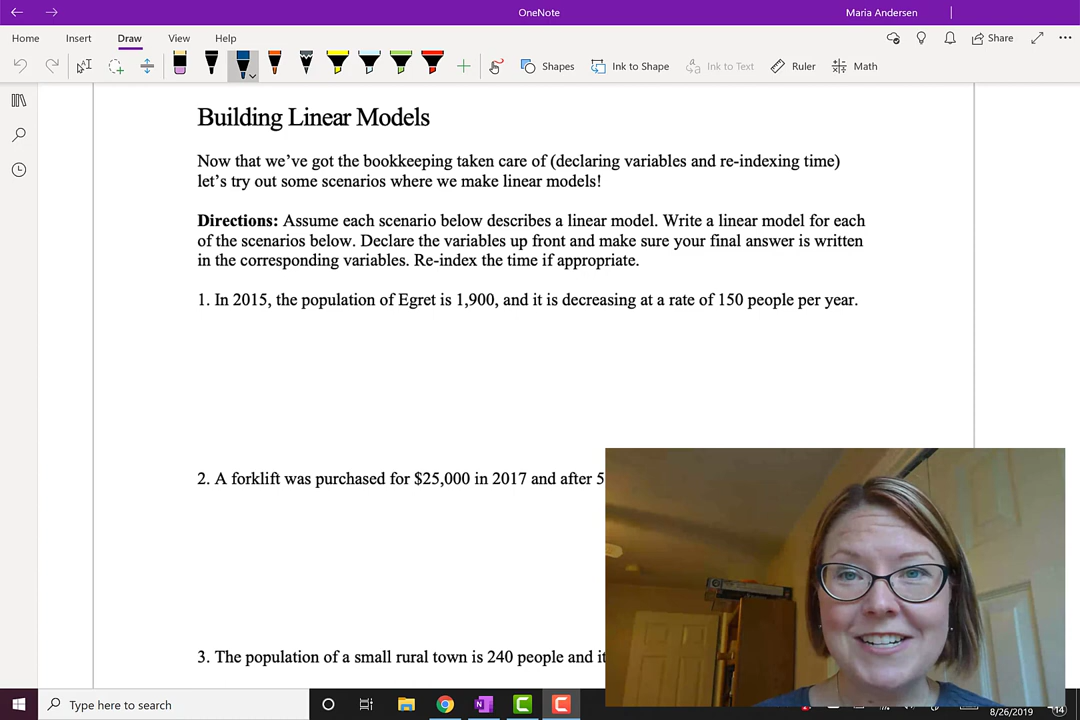 OneNote
Maria Andersen
Home Insert Draw View Help
Share
Shapes Ink to Shape Ink to Text Ruler Math
Building Linear Models
Now that we’ve got the bookkeeping taken care of (declaring variables and re-indexing time)
let’s try out some scenarios where we make linear models!
Directions: Assume each scenario below describes a linear model. Write a linear model for each
of the scenarios below. Declare the variables up front and make sure your final answer is written
in the corresponding variables. Re-index the time if appropriate.
1. In 2015, the population of Egret is 1,900, and it is decreasing at a rate of 150 people per year.
2. A forklift was purchased for $25,000 in 2017 and after 5
3. The population of a small rural town is 240 people and it
Type here to search
8/26/2019
14